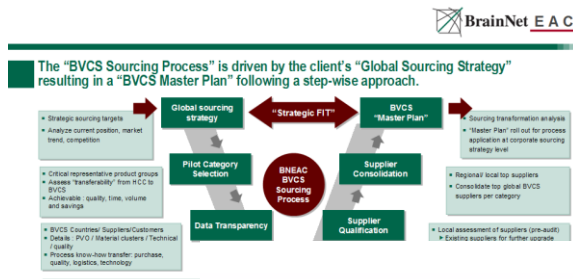 BrainNet EAC
The "BVCS Sourcing Process" is driven by the client's "Global Sourcing Strategy"
resulting in a "BVCS Master Plan" following a step-wise approach.
Global sourcing
strategy
"Strategic FIT"
BVCS
"Master Plan"
Strategic sourcing targets
Analyze current position, market
trend, competition
Sourcing transformation analysis
"Master Plan" roll out for process
application at corporate sourcing
strategy level
Pilot Category
Selection
BNEAC
BVCS
Sourcing
Process
Supplier
Consolidation
Critical representative product groups
Assess "transferability" from HCC to
BVCS
Achievable : quality, time, volume
and savings
Regional/ local top suppliers
Consolidate top global BVCS
suppliers per category
Data Transparency
Supplier
Qualification
BVCS Countries/ Suppliers/Customers
Details : PVO / Material clusters / Technical
/ quality
Process know-how transfer: purchase,
quality, logistics, technology
Local assessment of suppliers (pre-audit)
Existing suppliers for further upgrade